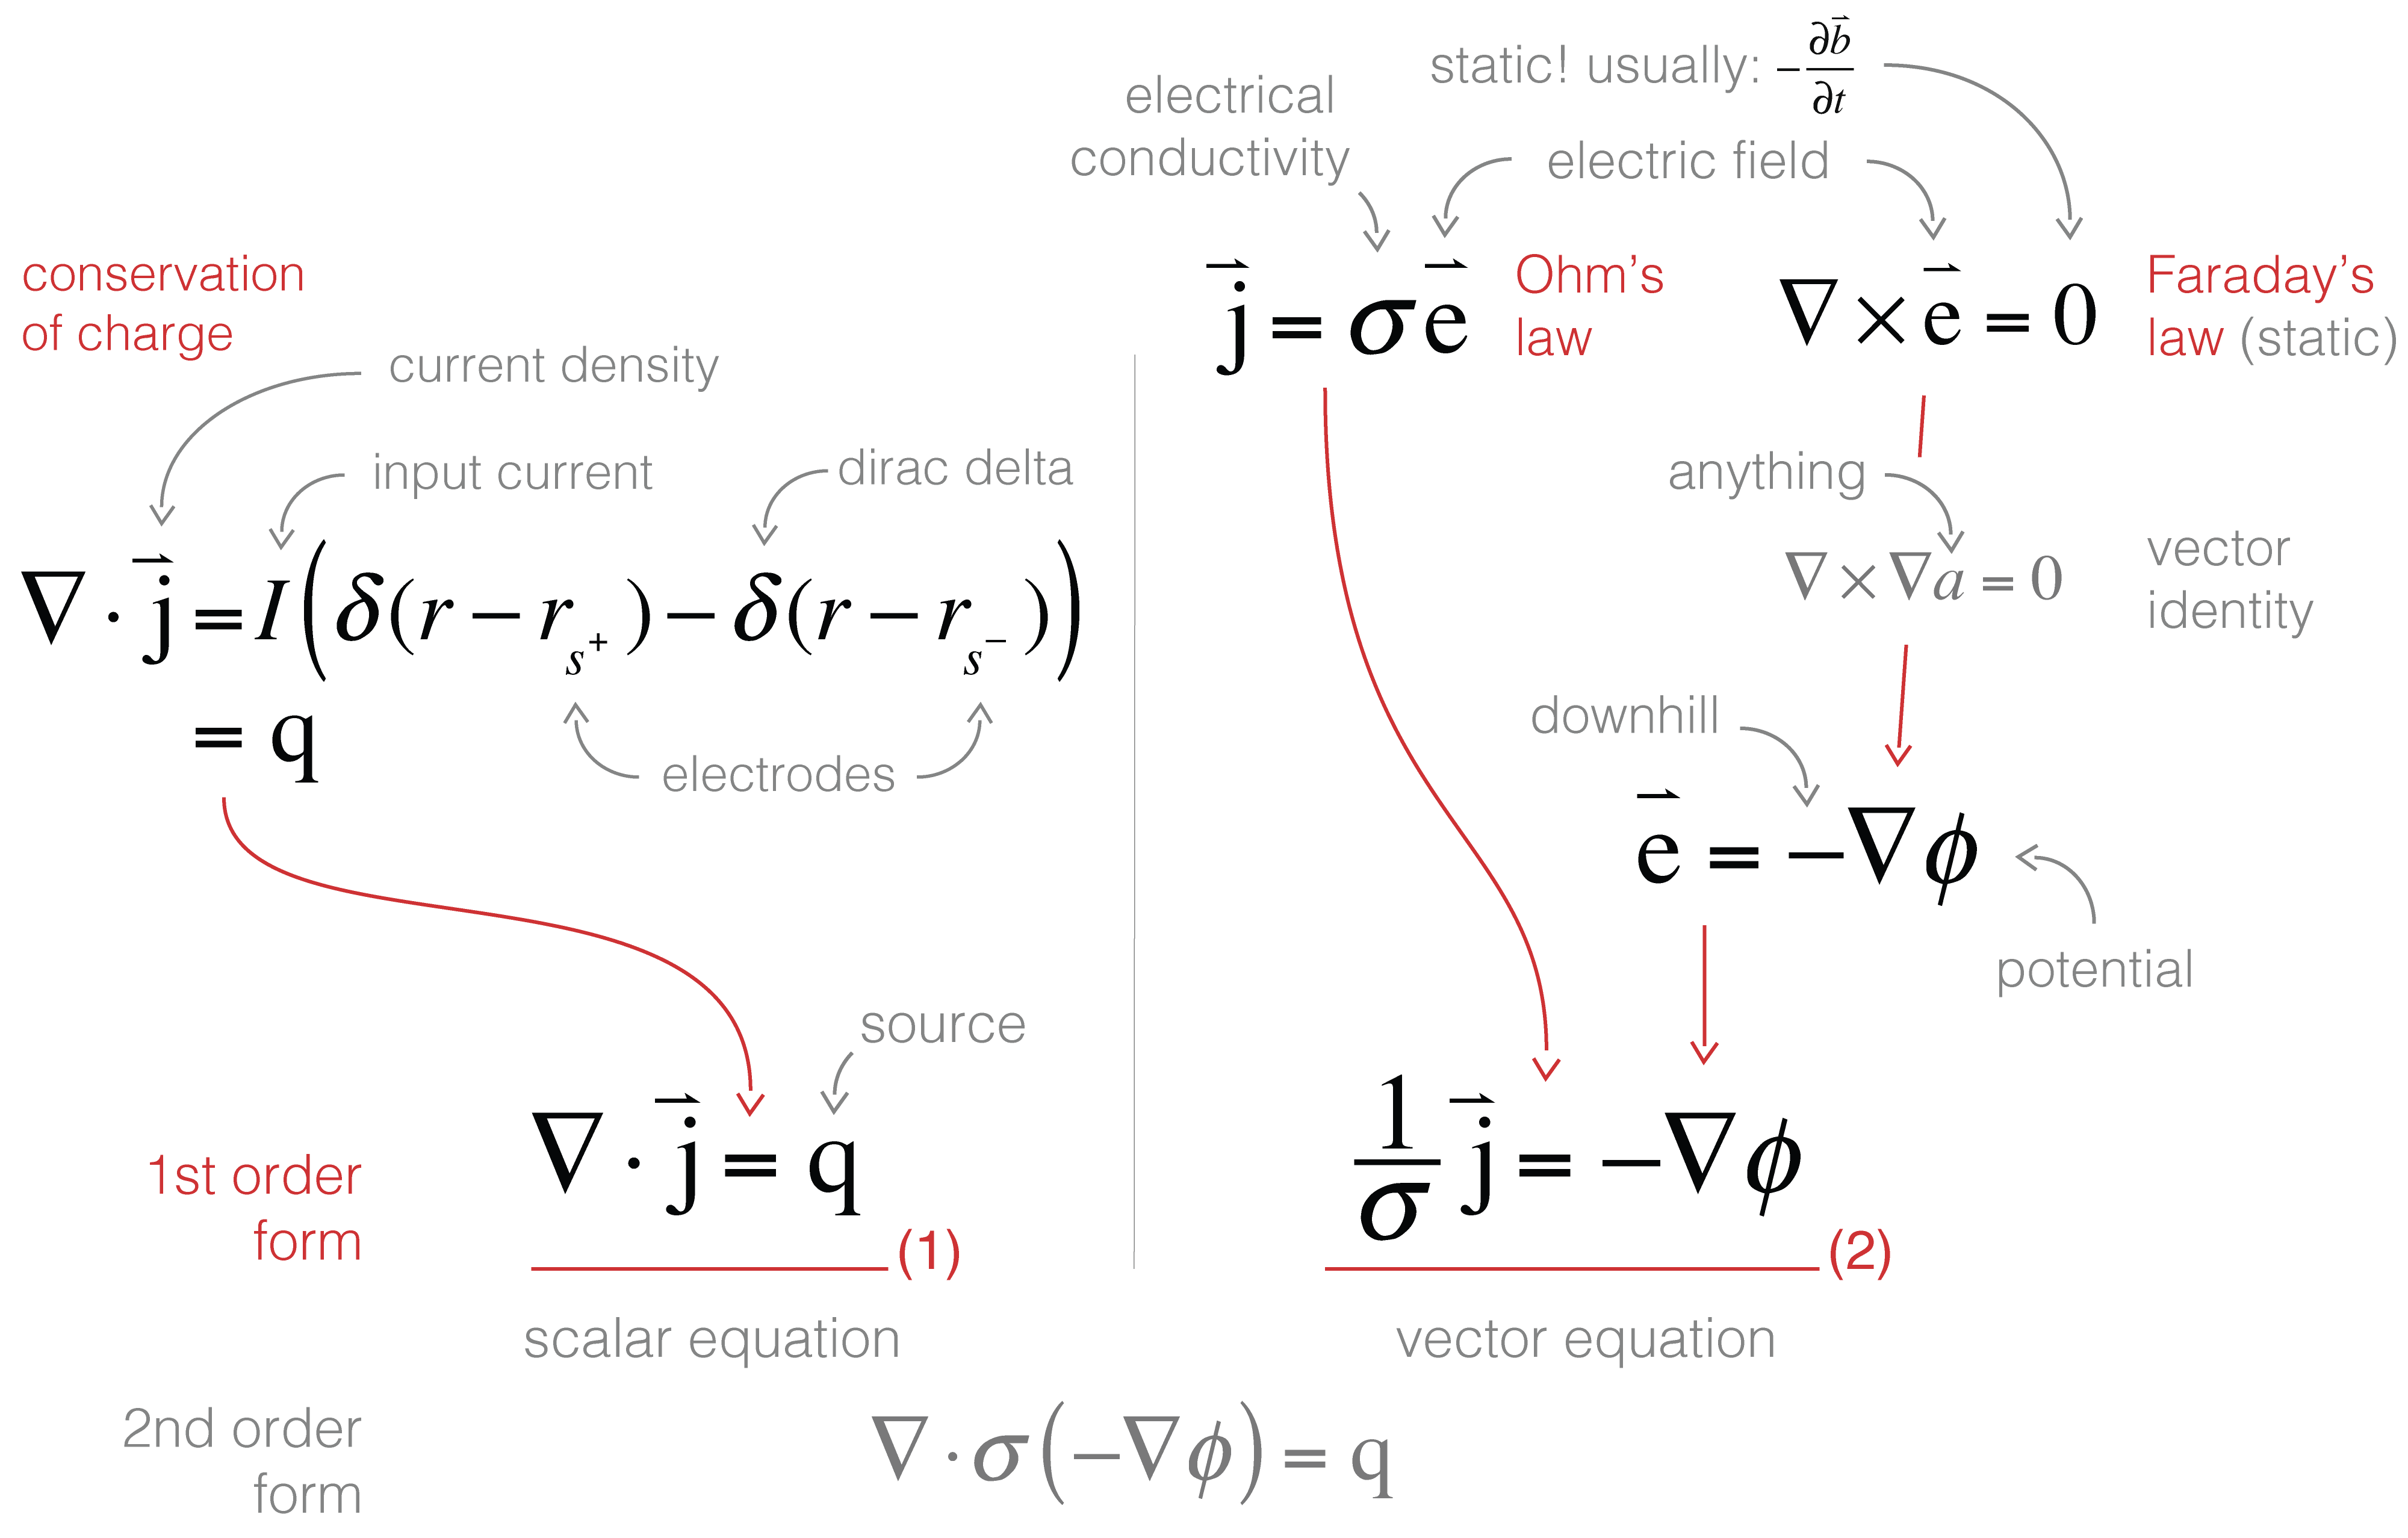 static! usually: −∂b⃗/∂t
electrical
conductivity
electric field
conservation
of charge
j⃗ = σe⃗
Ohm’s
law
∇×e⃗ = 0
Faraday’s
law (static)
current density
input current
dirac delta
anything
∇·j⃗ = I(δ(r−r_{s⁺})−δ(r−r_{s⁻}))
∇×∇a = 0
vector
identity
= q
electrodes
downhill
e⃗ = −∇ϕ
potential
source
1st order
form
∇·j⃗ = q
(1)
1/σ j⃗ = −∇ϕ
(2)
scalar equation
vector equation
2nd order
form
∇·σ(−∇ϕ) = q